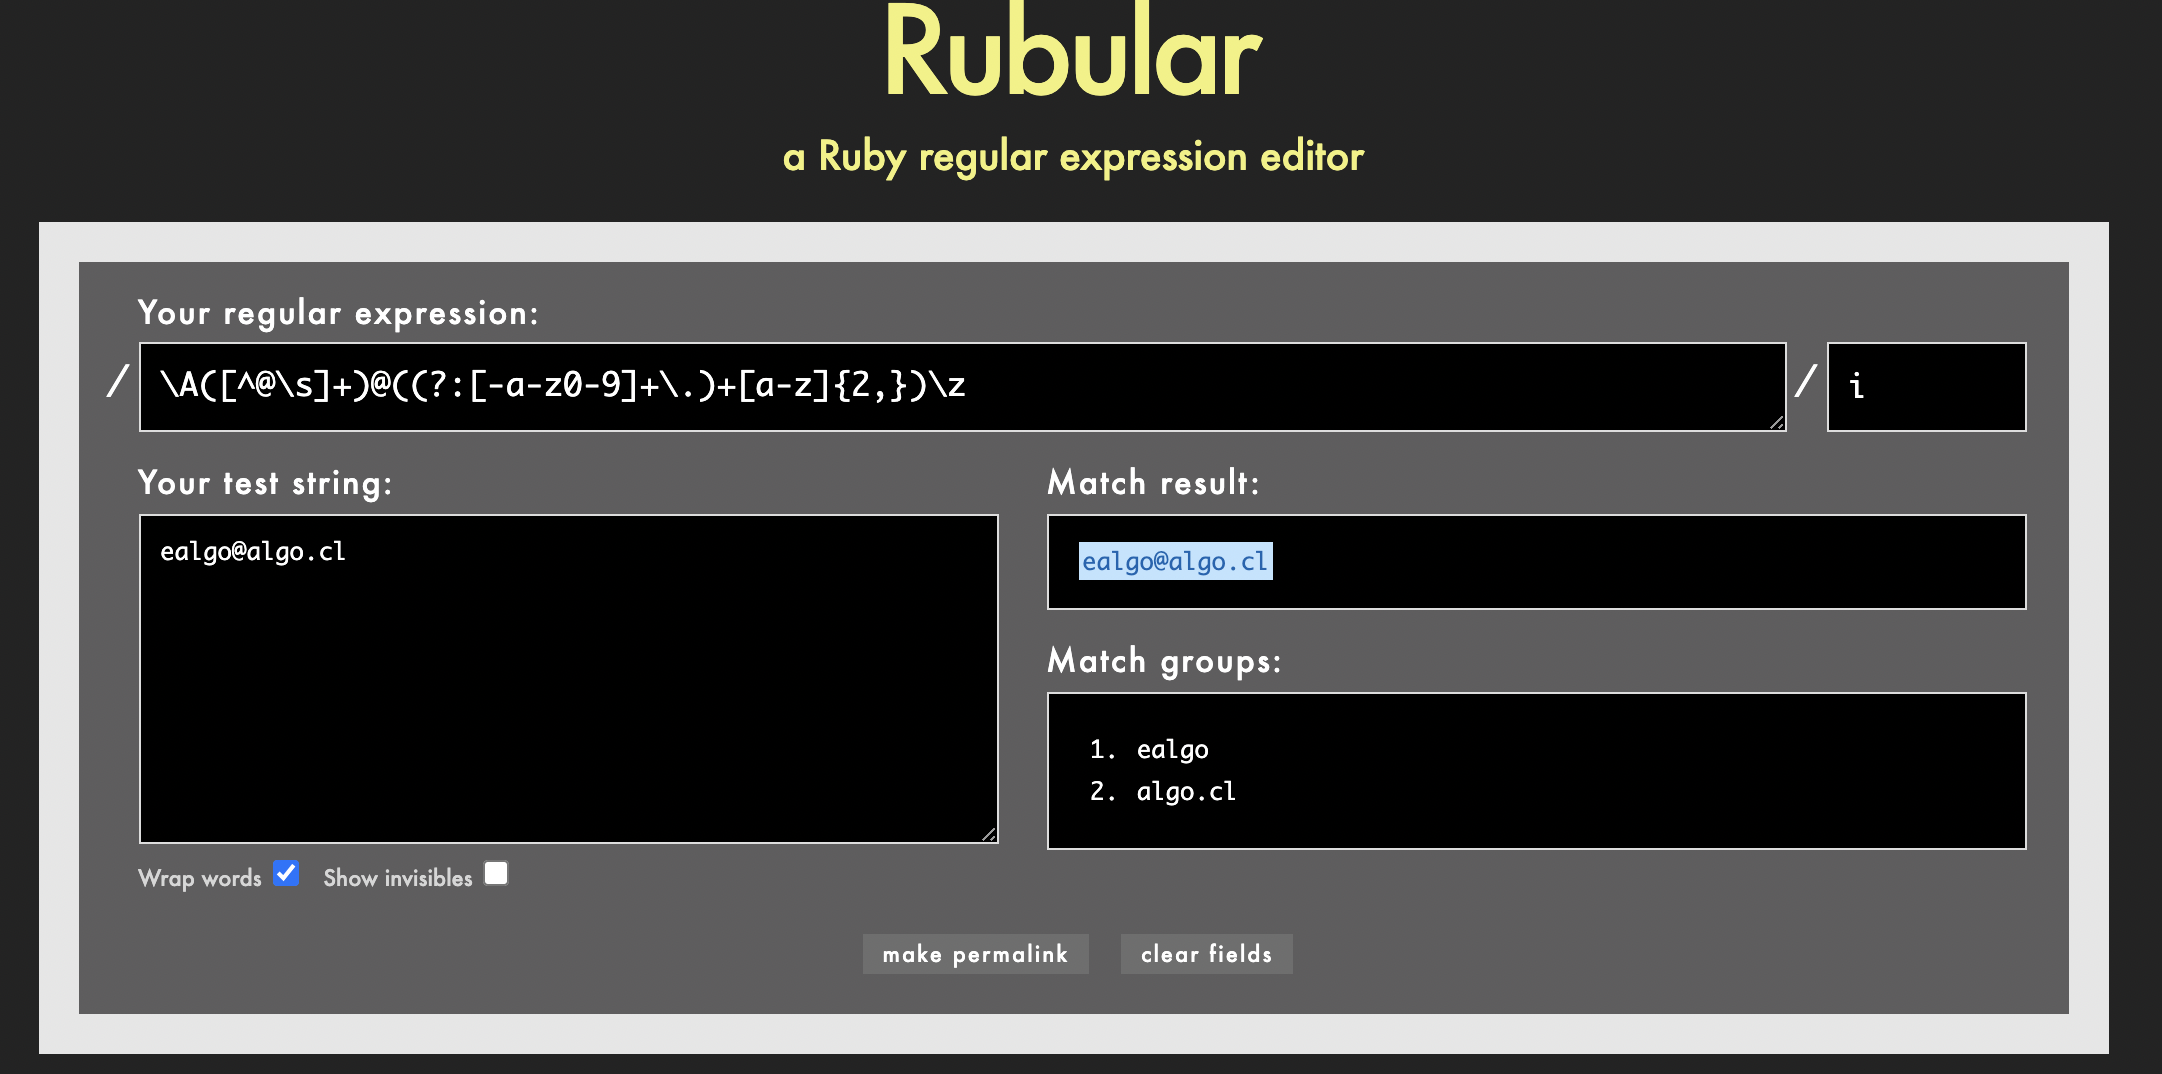 Rubular
a Ruby regular expression editor
Your regular expression:
/ \A([^@\s]+)@((?:[-a-z0-9]+\.)+[a-z]{2,})\z / i
Your test string:
ealgo@algo.cl
Wrap words Show invisibles
Match result:
ealgo@algo.cl
Match groups:
1. ealgo
2. algo.cl
make permalink clear fields